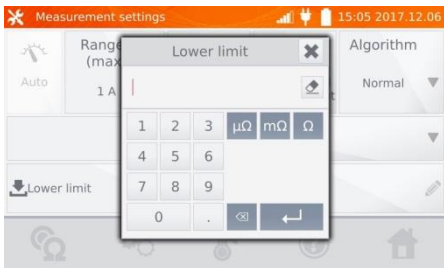 Measurement settings 15:05 2017.12.06
Range
(max
Lower limit
Algorithm
Auto
1 A
t
Normal
1 2 3 μΩ mΩ Ω
4 5 6
Lower limit
7 8 9
0 .